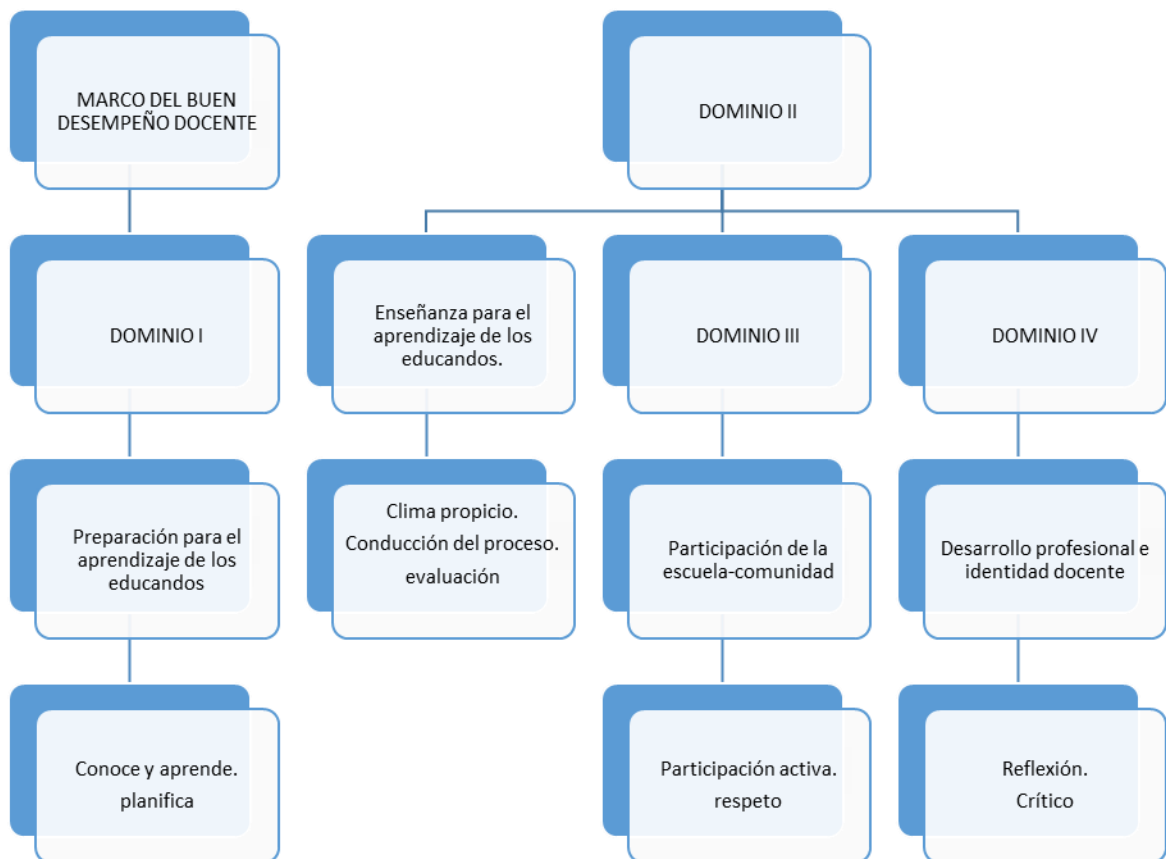 MARCO DEL BUEN
DESEMPEÑO DOCENTE
DOMINIO II
DOMINIO I
Enseñanza para el
aprendizaje de los
educandos.
DOMINIO III
DOMINIO IV
Preparación para el
aprendizaje de los
educandos
Clima propicio.
Conducción del proceso.
evaluación
Participación de la
escuela-comunidad
Desarrollo profesional e
identidad docente
Conoce y aprende.
planifica
Participación activa.
respeto
Reflexión.
Crítico